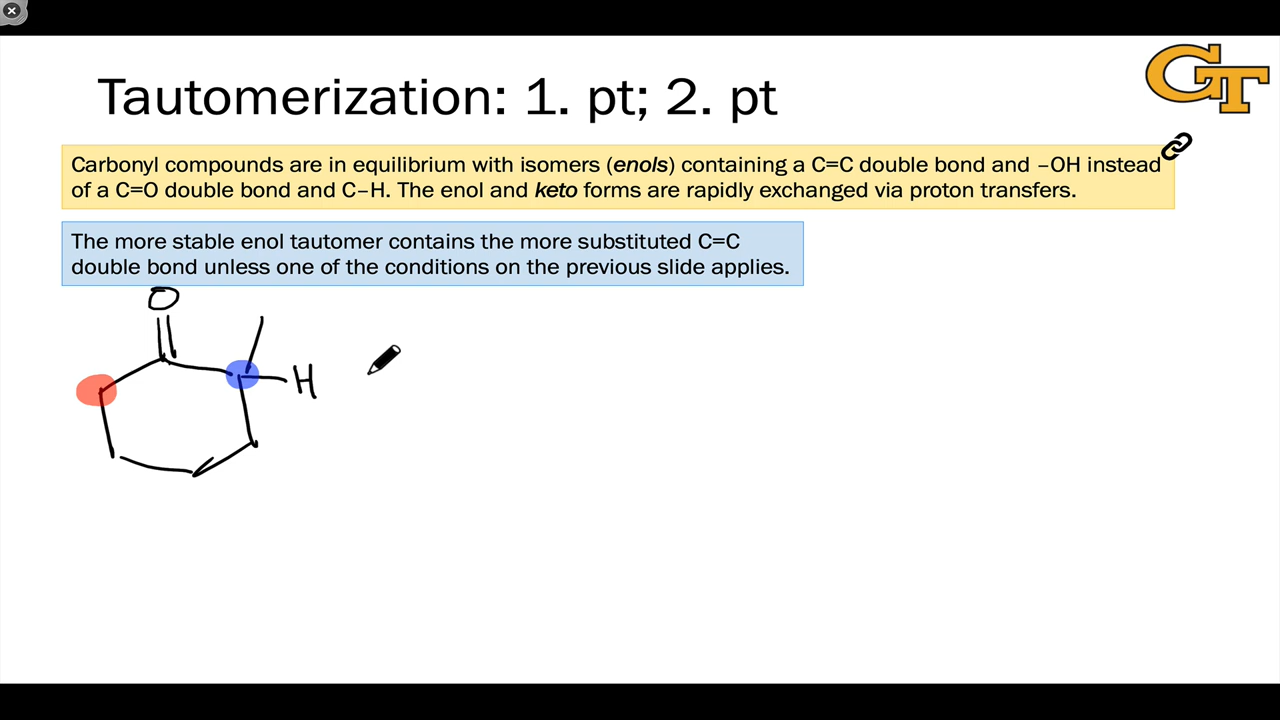 GT
Tautomerization: 1. pt; 2. pt
Carbonyl compounds are in equilibrium with isomers (enols) containing a C=C double bond and –OH instead
of a C=O double bond and C–H. The enol and keto forms are rapidly exchanged via proton transfers.
The more stable enol tautomer contains the more substituted C=C
double bond unless one of the conditions on the previous slide applies.
O
H